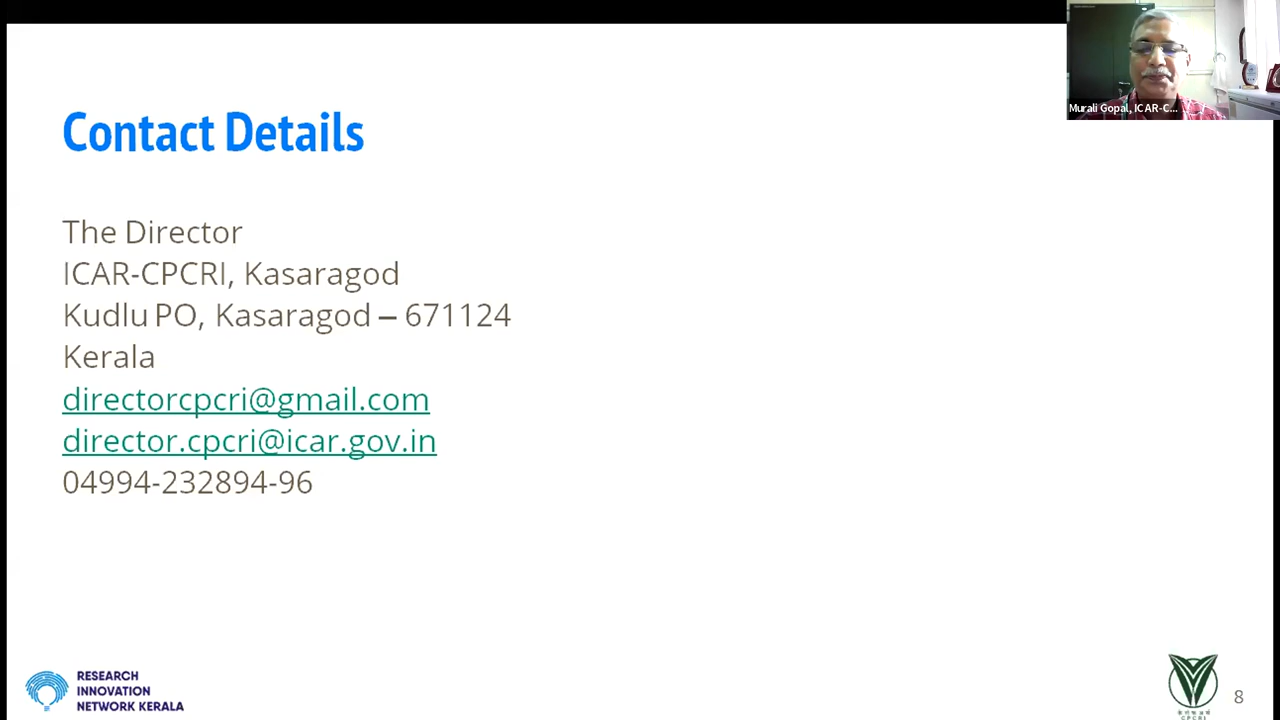 Murali Gopal, ICAR-C...
Contact Details
The Director
ICAR-CPCRI, Kasaragod
Kudlu PO, Kasaragod – 671124
Kerala
directorcpcri@gmail.com
director.cpcri@icar.gov.in
04994-232894-96
RESEARCH
INNOVATION
NETWORK KERALA
CPCRI
8